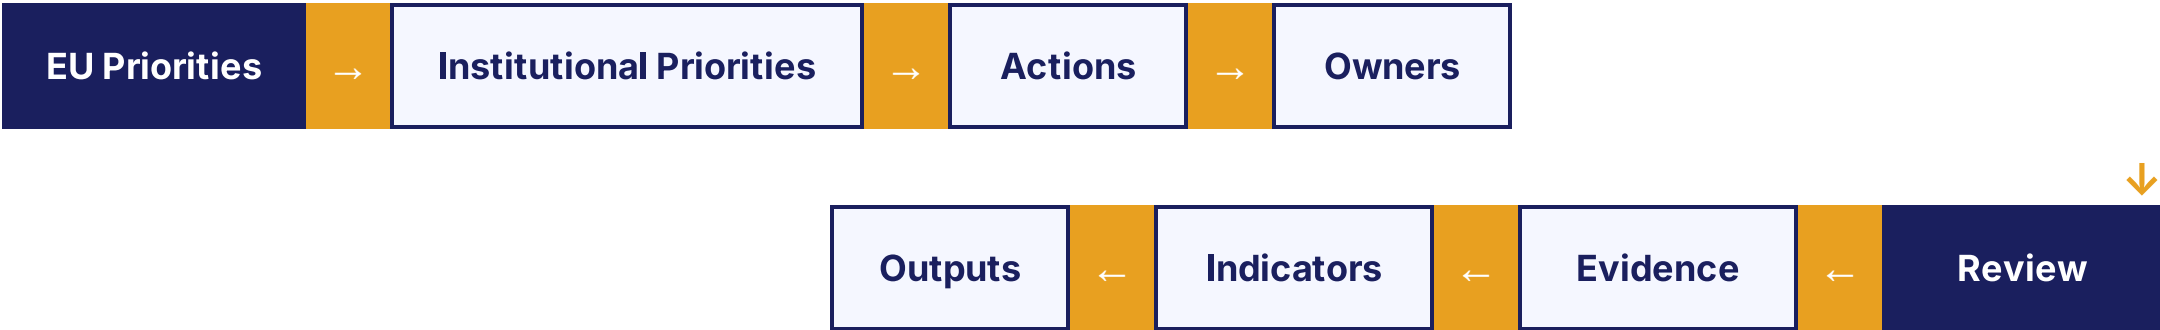 EU Priorities → Institutional Priorities → Actions → Owners
↓
Outputs ← Indicators ← Evidence ← Review